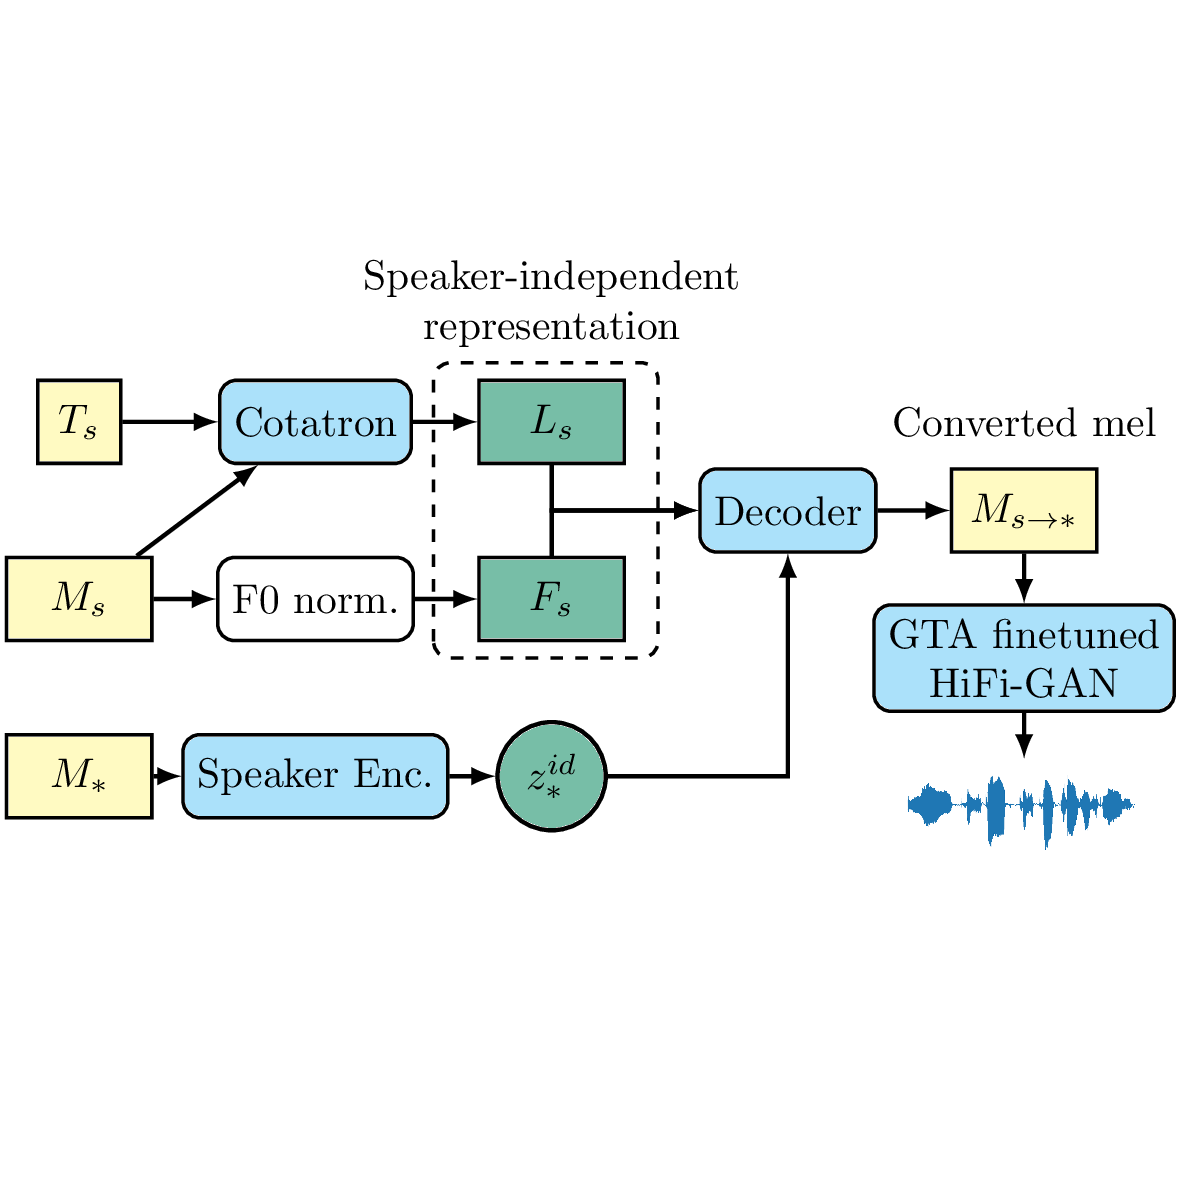 Speaker-independent
representation
T_s
Cotatron
L_s
Converted mel
Decoder
M_{s→*}
M_s
F0 norm.
F_s
GTA finetuned
HiFi-GAN
M_*
Speaker Enc.
z_*^{id}